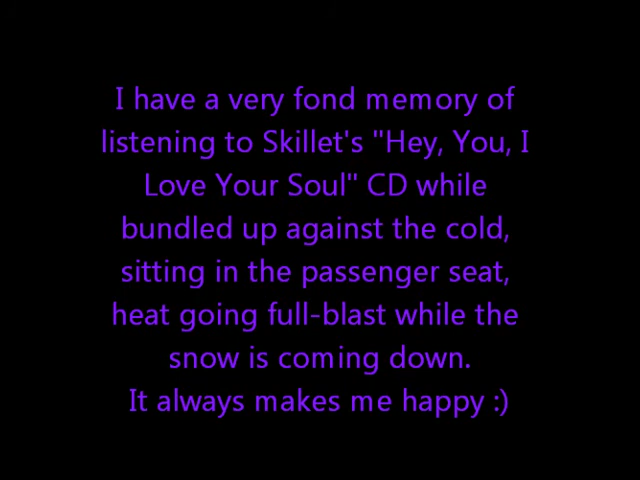 I have a very fond memory of
listening to Skillet's "Hey, You, I
Love Your Soul" CD while
bundled up against the cold,
sitting in the passenger seat,
heat going full-blast while the
snow is coming down.
It always makes me happy :)